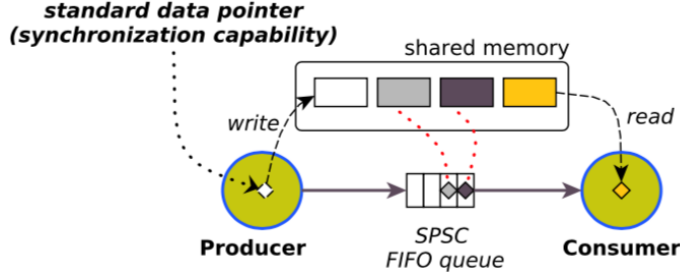 standard data pointer
(synchronization capability)
shared memory
write
read
Producer
SPSC
FIFO queue
Consumer